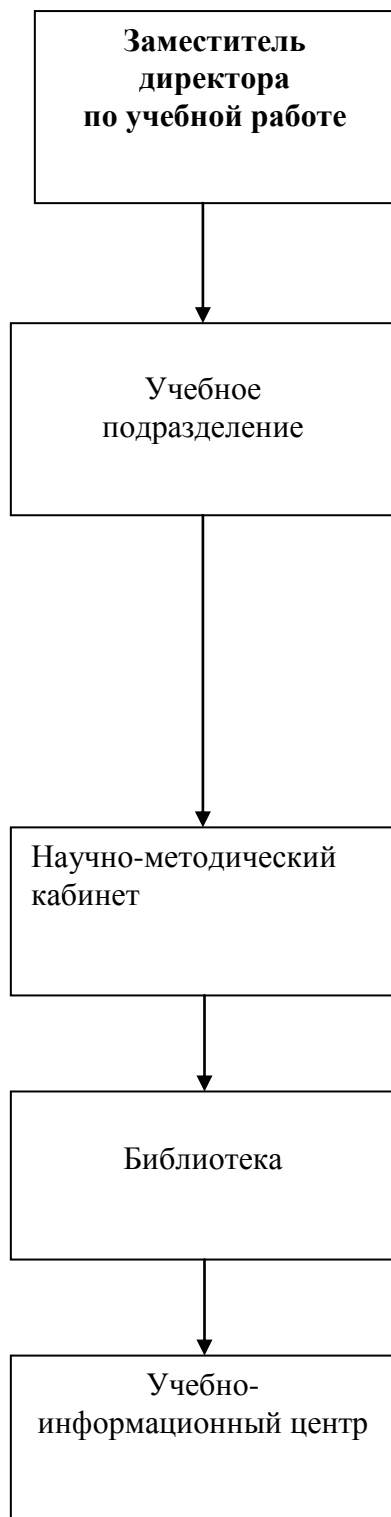 Заместитель
директора
по учебной работе
Учебное
подразделение
Научно-методический
кабинет
Библиотека
Учебно-
информационный центр